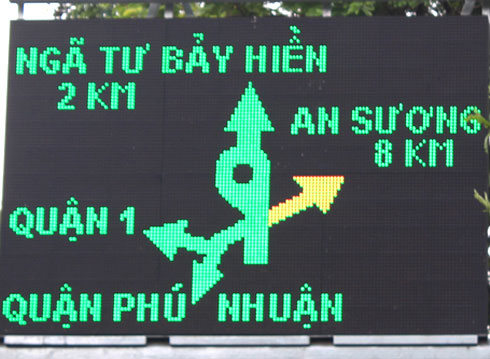 NGÃ TƯ BẢY HIỀN
2 KM
AN SƯƠNG
8 KM
QUẬN 1
QUẬN PHÚ NHUẬN